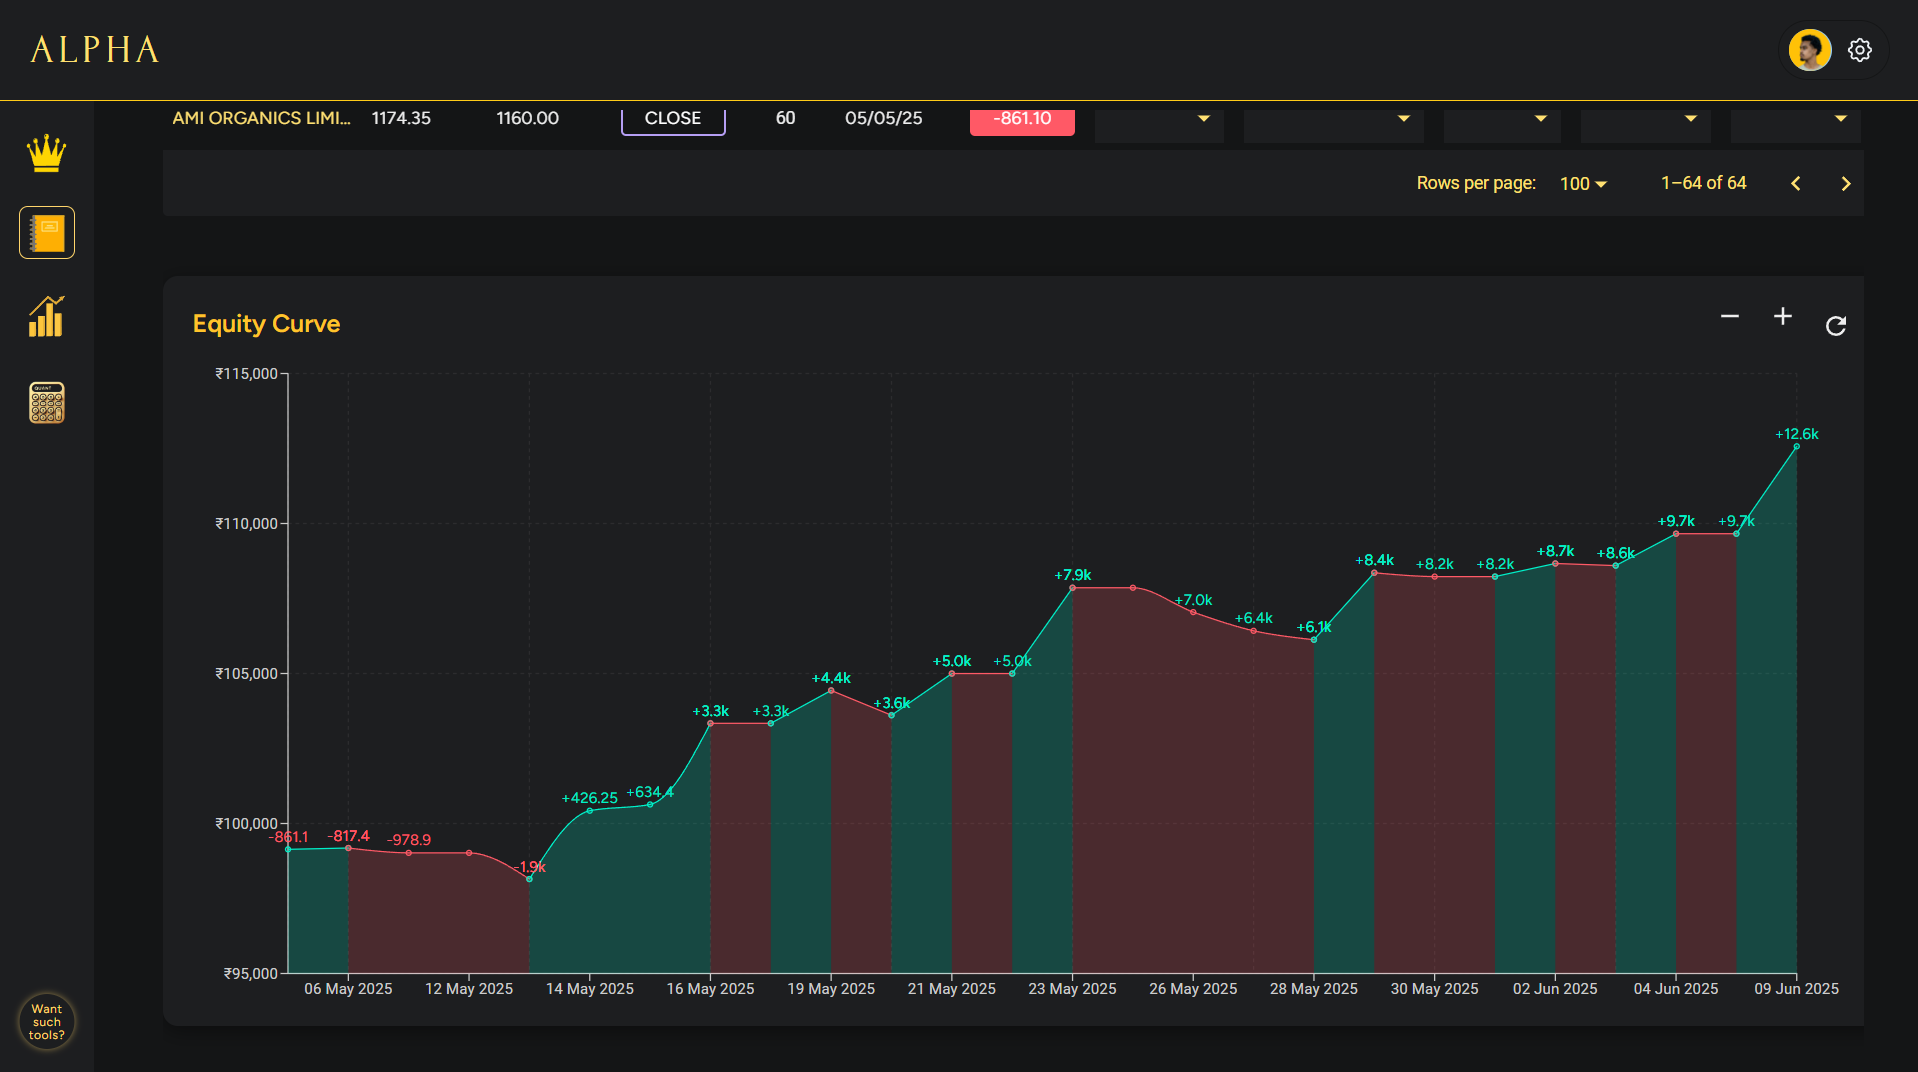 ALPHA
AMI ORGANICS LIMI... 1174.35 1160.00 CLOSE 60 05/05/25 -861.10
Rows per page: 100 1–64 of 64
Equity Curve
₹115,000
+12.6k
₹110,000
+9.7k +9.7k
+8.4k +8.2k +8.2k +8.7k +8.6k
+7.9k
+7.0k
+6.4k
+6.1k
₹105,000
+5.0k +5.0k
+4.4k
+3.3k +3.3k +3.6k
₹100,000
+426.25 +634.4
-861.1 -817.4 -978.9
-1.9k
₹95,000
06 May 2025 12 May 2025 14 May 2025 16 May 2025 19 May 2025 21 May 2025 23 May 2025 26 May 2025 28 May 2025 30 May 2025 02 Jun 2025 04 Jun 2025 09 Jun 2025
QUANT
Want
such
tools?